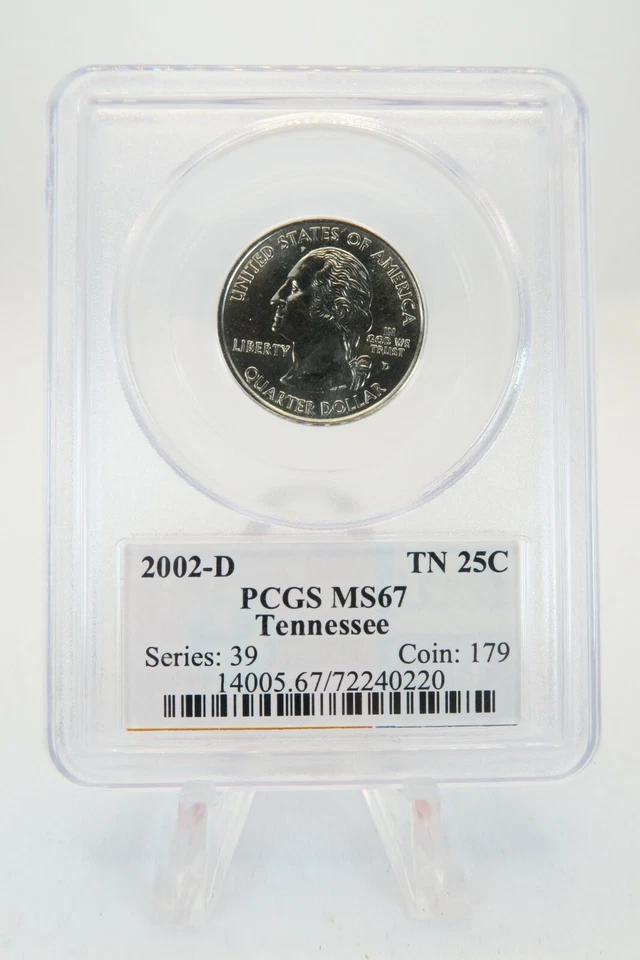 UNITED STATES OF AMERICA
P
LIBERTY
IN
GOD WE
TRUST
D
QUARTER DOLLAR
2002-D TN 25C
PCGS MS67
Tennessee
Series: 39 Coin: 179
14005.67/72240220